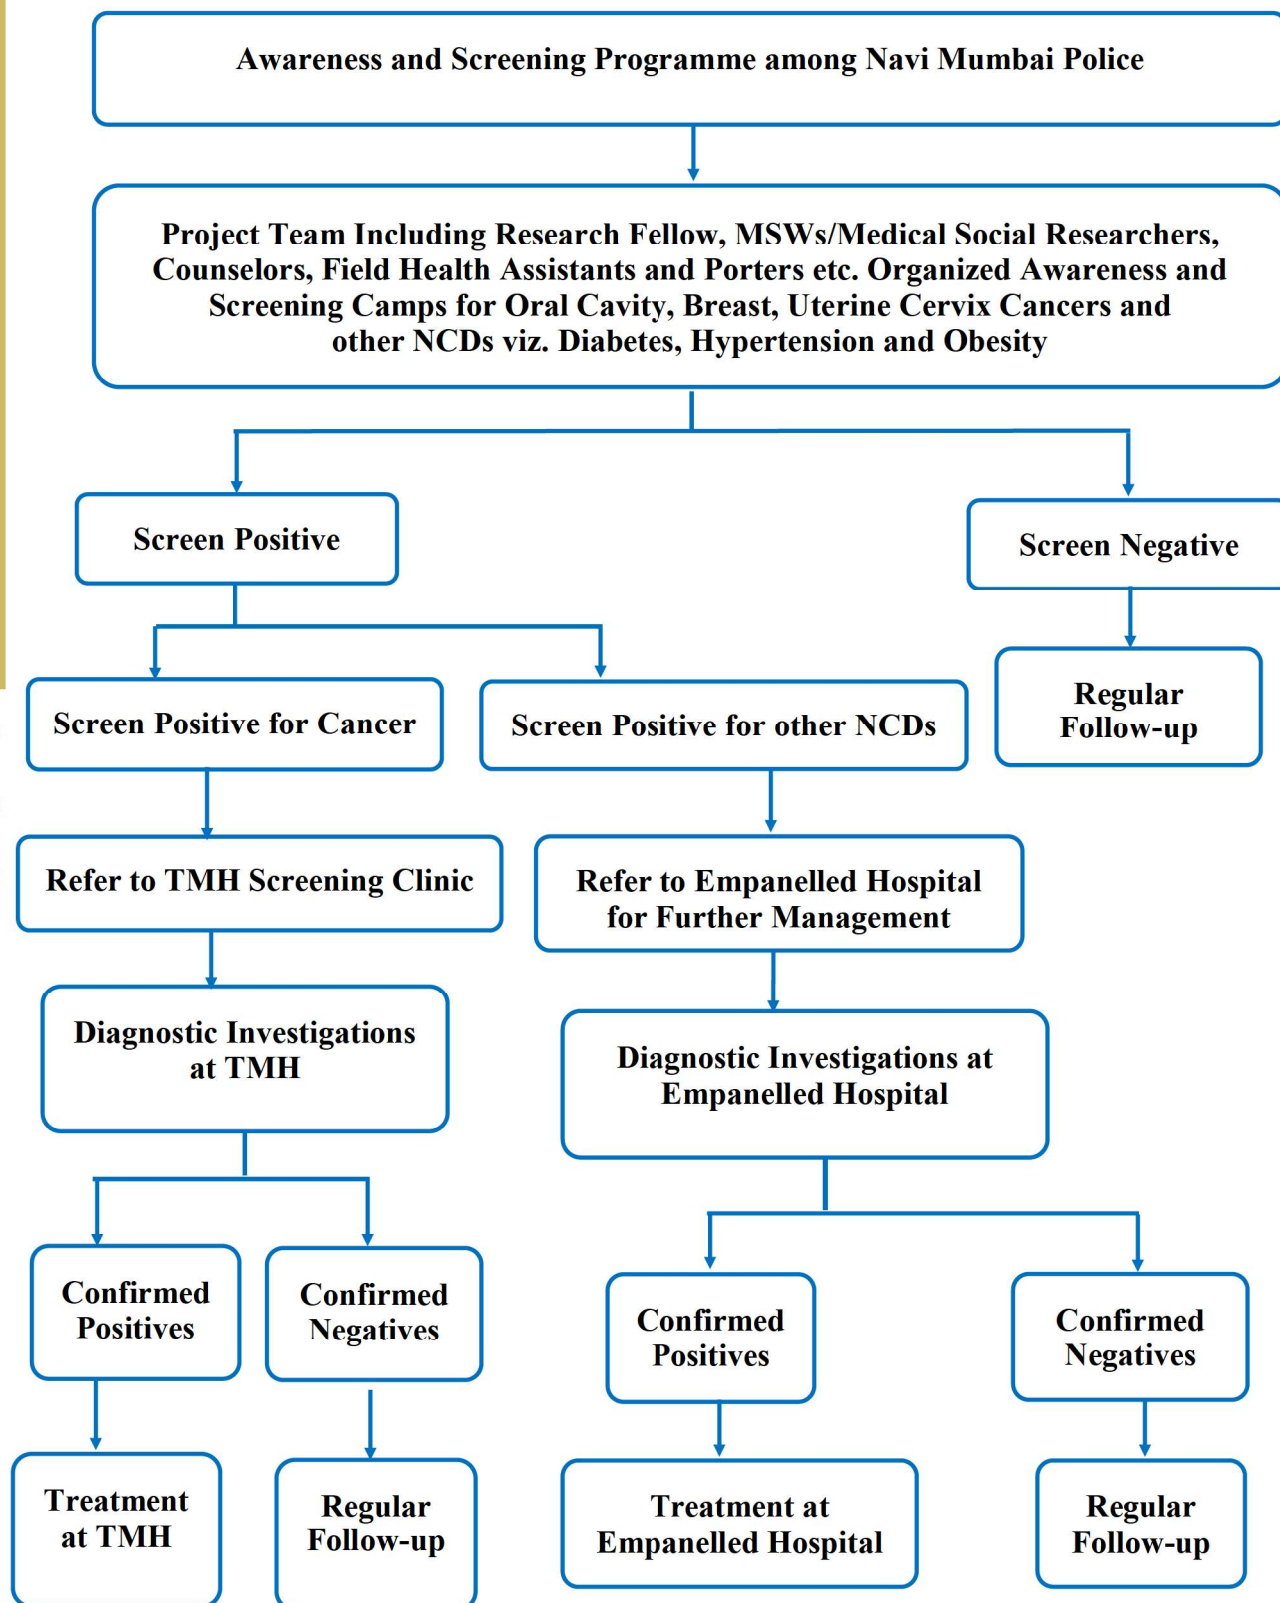 Awareness and Screening Programme among Navi Mumbai Police
Project Team Including Research Fellow, MSWs/Medical Social Researchers,
Counselors, Field Health Assistants and Porters etc. Organized Awareness and
Screening Camps for Oral Cavity, Breast, Uterine Cervix Cancers and
other NCDs viz. Diabetes, Hypertension and Obesity
Screen Positive
Screen Negative
Screen Positive for Cancer
Screen Positive for other NCDs
Regular
Follow-up
Refer to TMH Screening Clinic
Refer to Empanelled Hospital
for Further Management
Diagnostic Investigations
at TMH
Diagnostic Investigations at
Empanelled Hospital
Confirmed
Positives
Confirmed
Negatives
Confirmed
Positives
Confirmed
Negatives
Treatment
at TMH
Regular
Follow-up
Treatment at
Empanelled Hospital
Regular
Follow-up